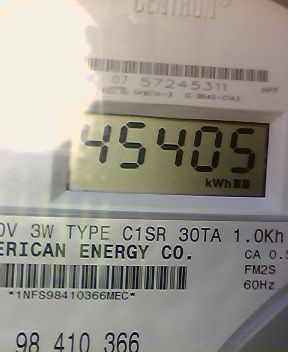 CENTRON®
07 57245311
45405
kWh
0V 3W TYPE C1SR 30TA 1.0Kh
ERICAN ENERGY CO. CA 0.5
FM2S
*1NFS98410366MEC* 60Hz
98 410 366